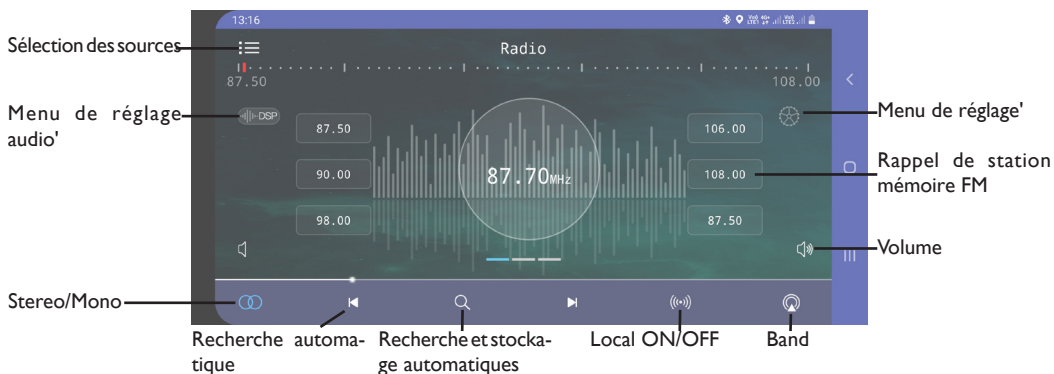 13:16
Sélection des sources
Radio
87.50
108.00
Menu de réglage
audio'
DSP
Menu de réglage'
87.50
106.00
90.00
87.70MHz
108.00
Rappel de station
mémoire FM
98.00
87.50
Volume
Stereo/Mono
Recherche automa-
tique
Recherche et stocka-
ge automatiques
Local ON/OFF
Band